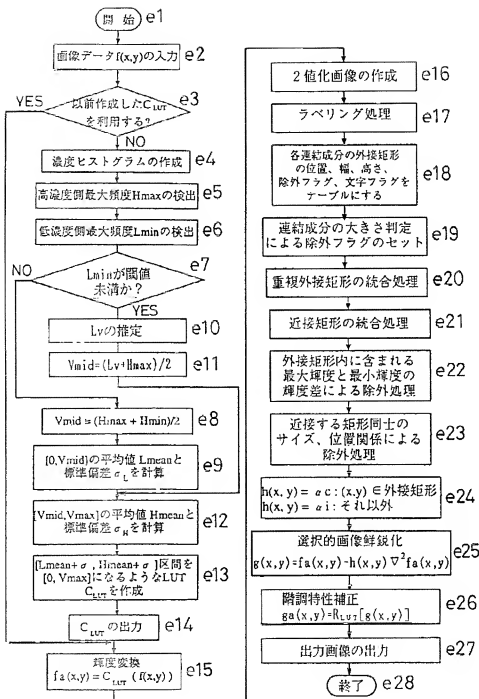 開始 e1
画像データf(x,y)の入力 e2
YES
以前作成したC_LUT
を利用する? e3
NO
濃度ヒストグラムの作成 e4
高濃度側最大頻度Hmaxの検出 e5
低濃度側最大頻度Lminの検出 e6
NO
Lminが閾値
未満か? e7
YES
Lvの推定 e10
Vmid=(Lv+Hmax)/2 e11
Vmid=(Hmax+Hmin)/2 e8
[0,Vmid]の平均値Lmeanと
標準偏差σ_Lを計算 e9
[Vmid,Vmax]の平均値Hmeanと
標準偏差σ_Hを計算 e12
[Lmean+σ, Hmean+σ]区間を
[0,Vmax]になるようなLUT
C_LUTを作成 e13
C_LUTの出力 e14
輝度変換
fa(x,y)=C_LUT(f(x,y)) e15
2値化画像の作成 e16
ラベリング処理 e17
各連結成分の外接矩形
の位置、幅、高さ、
除外フラグ、文字フラグを
テーブルにする e18
連結成分の大きさ判定
による除外フラグのセット e19
重複外接矩形の統合処理 e20
近接矩形の統合処理 e21
外接矩形内に含まれる
最大輝度と最小輝度の
輝度差による除外処理 e22
近接する矩形同士の
サイズ、位置関係による
除外処理 e23
h(x,y)=αc:(x,y)∈外接矩形
h(x,y)=αi:それ以外 e24
選択的画像鮮鋭化
g(x,y)=fa(x,y)-h(x,y)∇²fa(x,y) e25
階調特性補正
ga(x,y)=R_LUT[g(x,y)] e26
出力画像の出力 e27
終了 e28